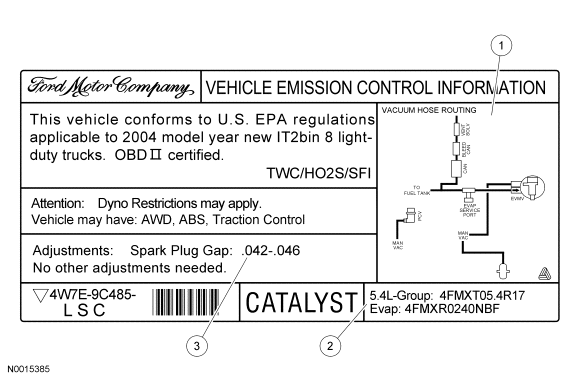 1
Ford Motor Company
VEHICLE EMISSION CONTROL INFORMATION
This vehicle conforms to U.S. EPA regulations
applicable to 2004 model year new IT2bin 8 light-
duty trucks. OBD II certified.
TWC/HO2S/SFI
VACUUM HOSE ROUTING
VENT
SOLV
BLEED
CAN
CAN
TO
FUEL TANK
EVAP
SERVICE
PORT
EVMV
PCV
MAN
VAC
MAN
VAC
Attention: Dyno Restrictions may apply.
Vehicle may have: AWD, ABS, Traction Control
Adjustments: Spark Plug Gap: .042-.046
No other adjustments needed.
4W7E-9C485-
L S C
CATALYST
5.4L-Group: 4FMXT05.4R17
Evap: 4FMXR0240NBF
3
2
N0015385